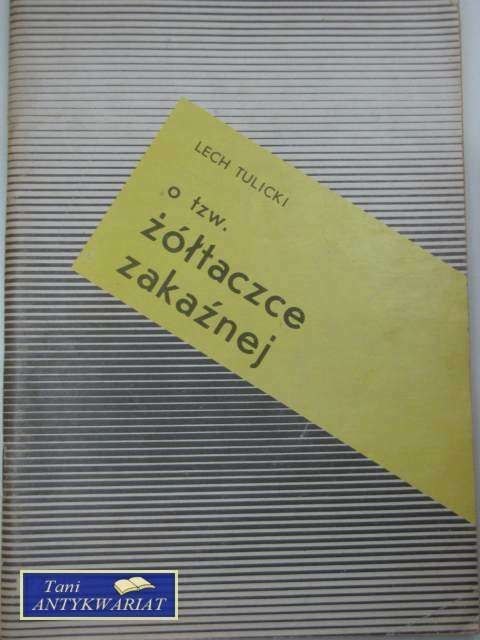 LECH TULICKI
o tzw.
żółtaczce
zakaźnej
Tani
ANTYKWARIAT